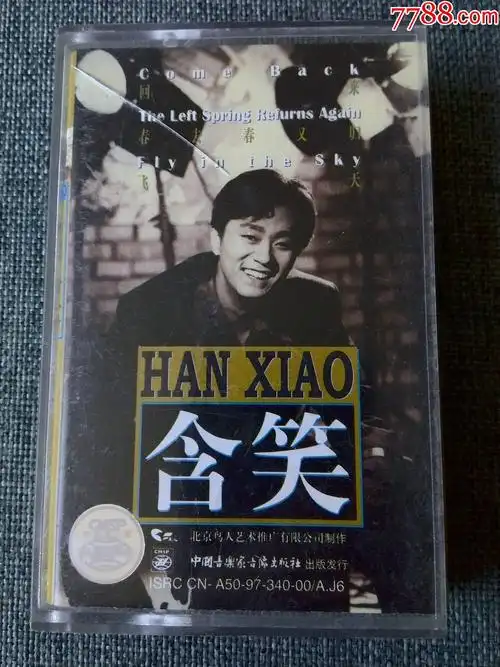 7788.com
Come Back
回来
The Left Spring Returns Again
春去春又归
Fly in the Sky
飞天
HAN XIAO
含笑
北京鸟人艺术推广有限公司制作
CMSP 中国音乐家音像出版社 出版发行
ISRC CN- A50-97-340-00/A.J6